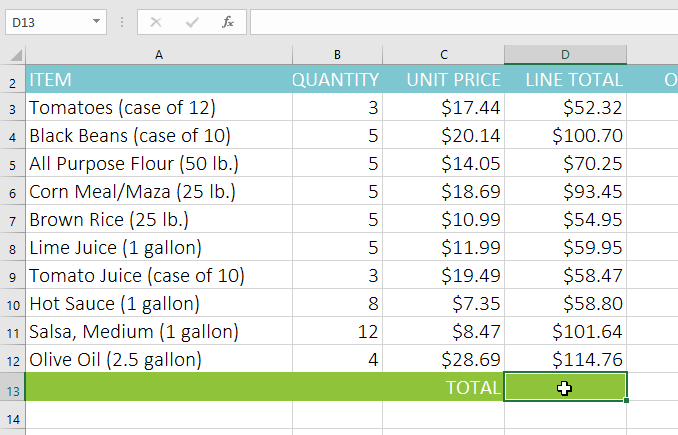 D13 fx
A B C D
2 ITEM QUANTITY UNIT PRICE LINE TOTAL O
3 Tomatoes (case of 12) 3 $17.44 $52.32
4 Black Beans (case of 10) 5 $20.14 $100.70
5 All Purpose Flour (50 lb.) 5 $14.05 $70.25
6 Corn Meal/Maza (25 lb.) 5 $18.69 $93.45
7 Brown Rice (25 lb.) 5 $10.99 $54.95
8 Lime Juice (1 gallon) 5 $11.99 $59.95
9 Tomato Juice (case of 10) 3 $19.49 $58.47
10 Hot Sauce (1 gallon) 8 $7.35 $58.80
11 Salsa, Medium (1 gallon) 12 $8.47 $101.64
12 Olive Oil (2.5 gallon) 4 $28.69 $114.76
13 TOTAL
14